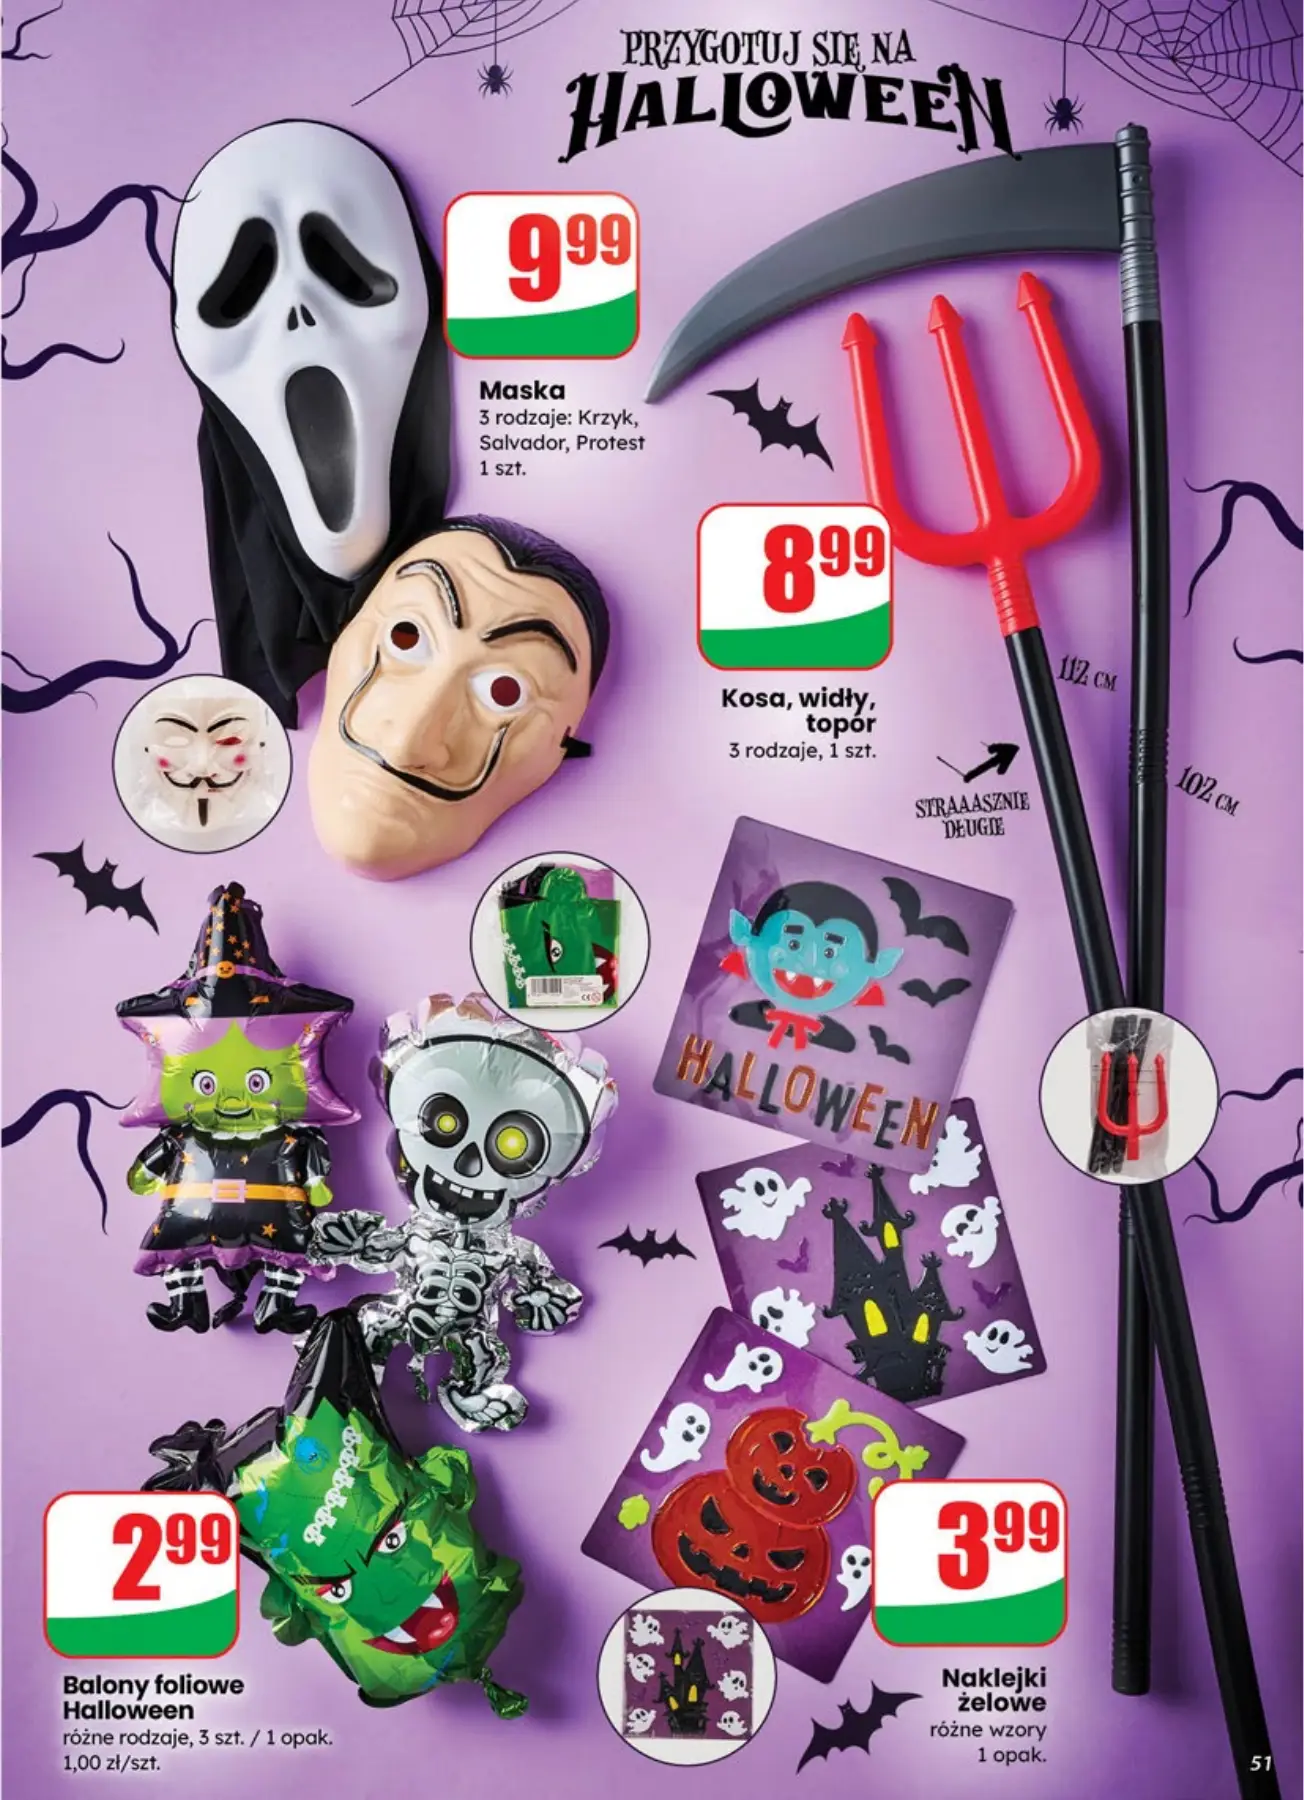 PRZYGOTUJ SIĘ NA
HALLOWEEN
9 99
Maska
3 rodzaje: Krzyk,
Salvador, Protest
1 szt.
8 99
Kosa, widły,
topór
3 rodzaje, 1 szt.
112 CM
102 CM
STRAAASZNIE
DŁUGIE
HALLOWEEN
2 99
Balony foliowe
Halloween
różne rodzaje, 3 szt. / 1 opak.
1,00 zł/szt.
3 99
Naklejki
żelowe
różne wzory
1 opak.
51